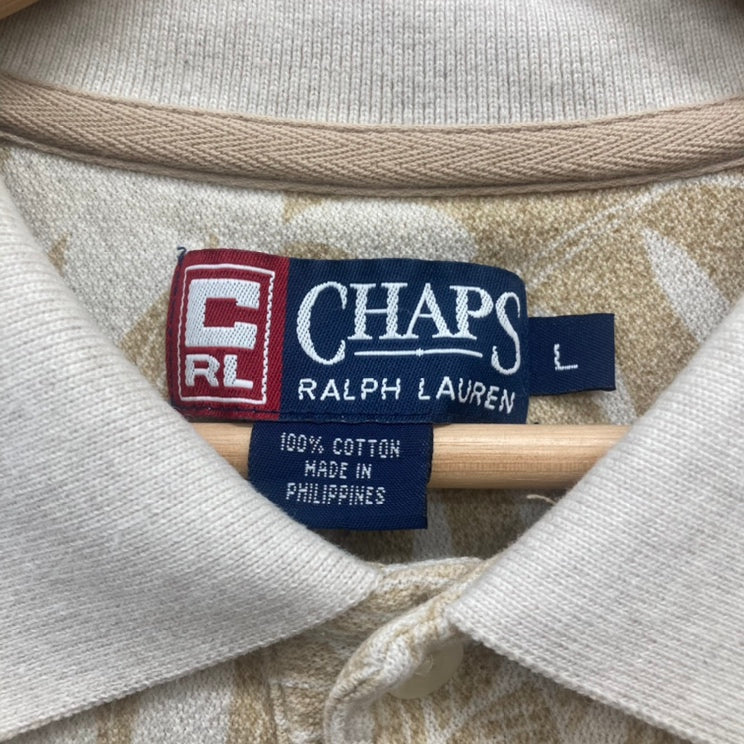 C
RL
CHAPS
RALPH LAUREN
L
100% COTTON
MADE IN
PHILIPPINES